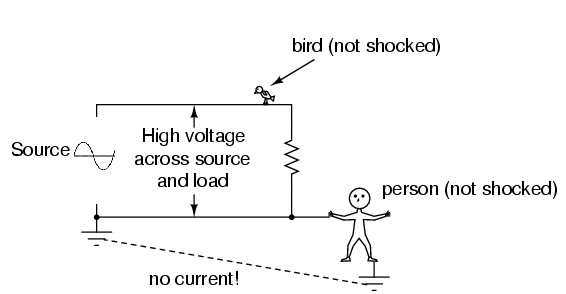 bird (not shocked)
High voltage
Source
across source
and load
person (not shocked)
no current!